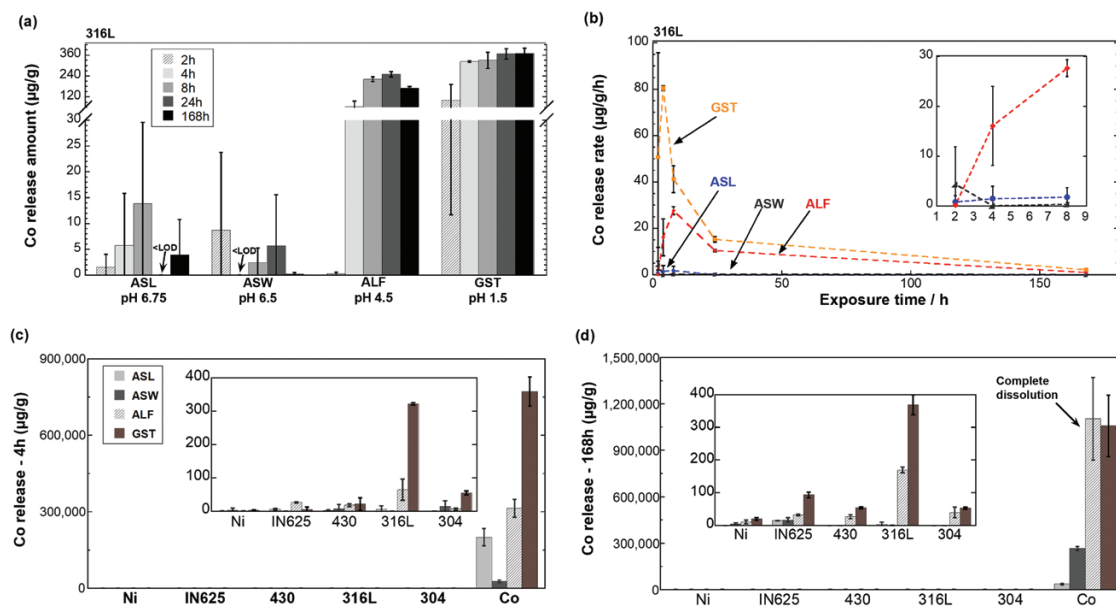 (a)
316L
Co release amount (µg/g)
360
240
120
30
25
20
15
10
5
0
2h
4h
8h
24h
168h
<LOD
<LOD
ASL
pH 6.75
ASW
pH 6.5
ALF
pH 4.5
GST
pH 1.5
(b)
316L
Co release rate (µg/g/h)
100
80
60
40
20
0
GST
ASL
ASW
ALF
30
20
10
0
1 2 3 4 5 6 7 8 9
0 50 100 150
Exposure time / h
(c)
Co release - 4h (µg/g)
900,000
600,000
300,000
0
ASL
ASW
ALF
GST
400
300
200
100
0
Ni IN625 430 316L 304
Ni IN625 430 316L 304 Co
(d)
Co release - 168h (µg/g)
1,500,000
1,200,000
900,000
600,000
300,000
0
Complete
dissolution
400
300
200
100
0
Ni IN625 430 316L 304
Ni IN625 430 316L 304 Co